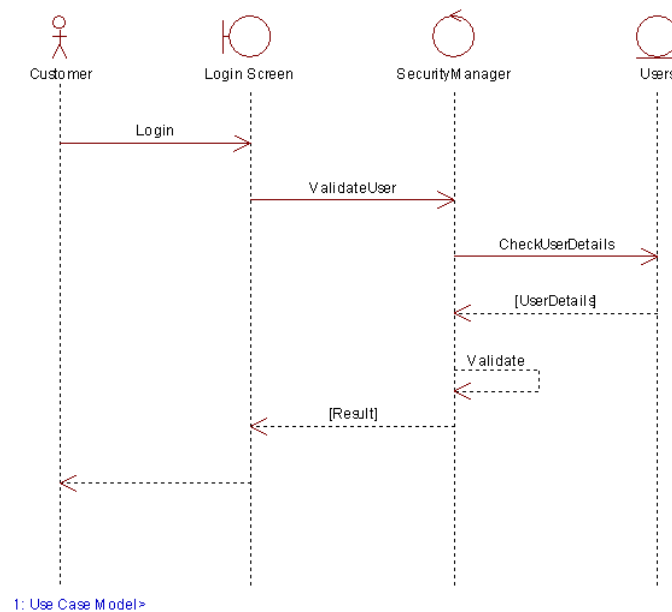 Customer
Login Screen
SecurityManager
Users
Login
ValidateUser
CheckUserDetails
[UserDetails]
Validate
[Result]
1: Use Case Model>